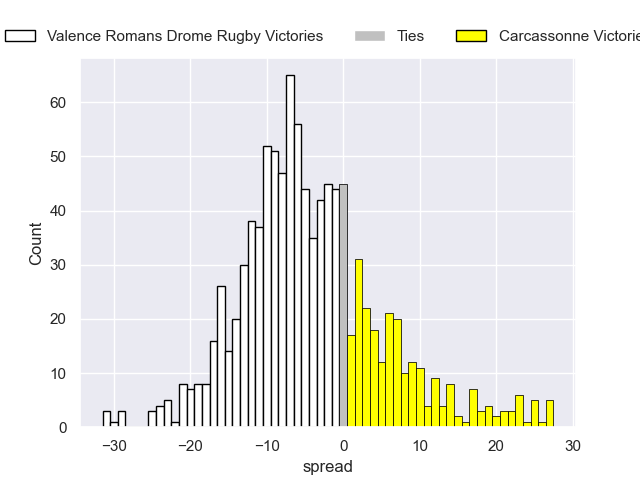 Valence Romans Drome Rugby Victories Ties Carcassonne Victorie
60
50
40
30
20
10
0
Count
−30 −20 −10 0 10 20 30
spread